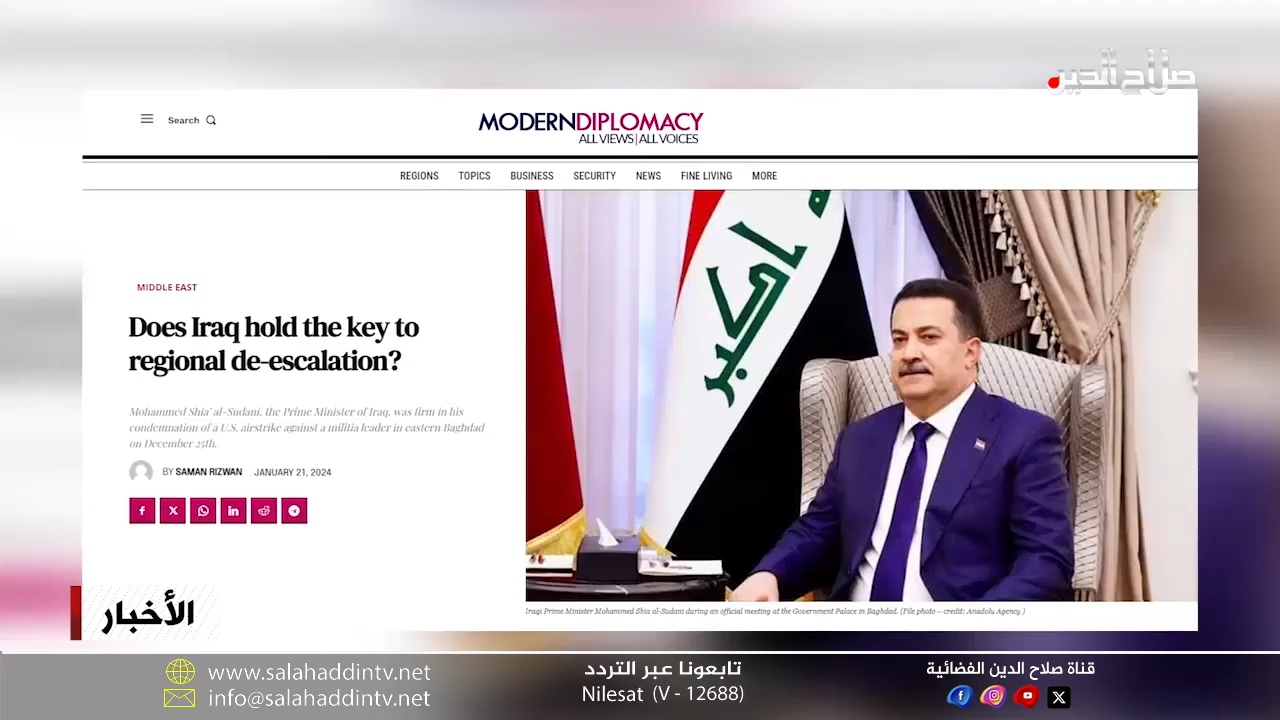 صلاح الدين
Search
MODERNDIPLOMACY
ALL VIEWS | ALL VOICES
REGIONS TOPICS BUSINESS SECURITY NEWS FINE LIVING MORE
MIDDLE EAST
Does Iraq hold the key to
regional de-escalation?
Mohammed Shia' al-Sudani, the Prime Minister of Iraq, was firm in his
condemnation of a U.S. airstrike against a militia leader in eastern Baghdad
on December 25th.
BY SAMAN RIZWAN JANUARY 21, 2024
اكبر
Iraqi Prime Minister Mohammed Shia al-Sudani during an official meeting at the Government Palace in Baghdad. (File photo – credit: Anadolu Agency )
الأخبار
www.salahaddintv.net
info@salahaddintv.net
تابعونا عبر التردد
Nilesat (V - 12688)
قناة صلاح الدين الفضائية